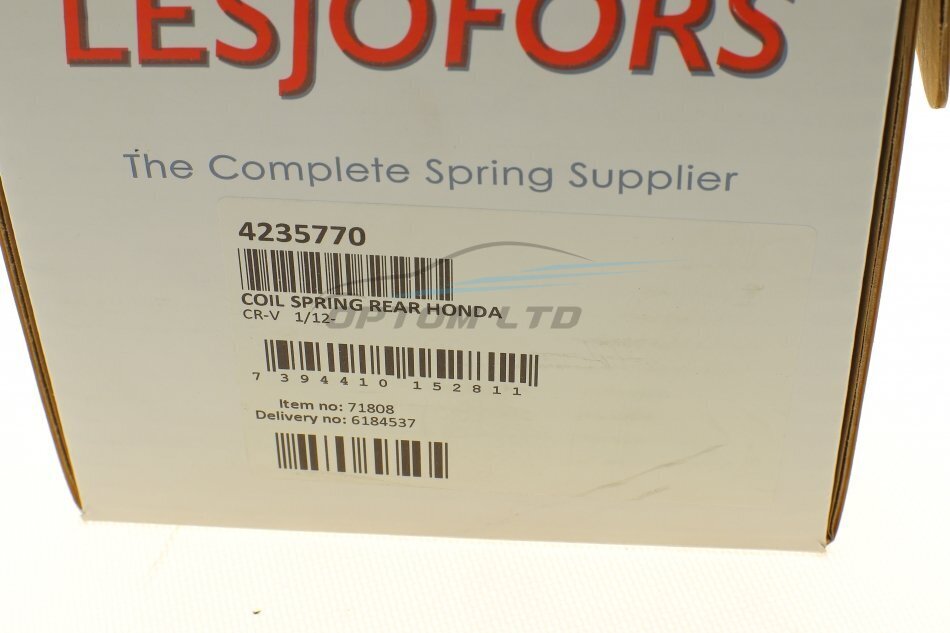 LESJÖFORS
The Complete Spring Supplier
4235770
COIL SPRING REAR HONDA
CR-V 1/12-
OPTOM LTD
7 394410 152811
Item no: 71808
Delivery no: 6184537